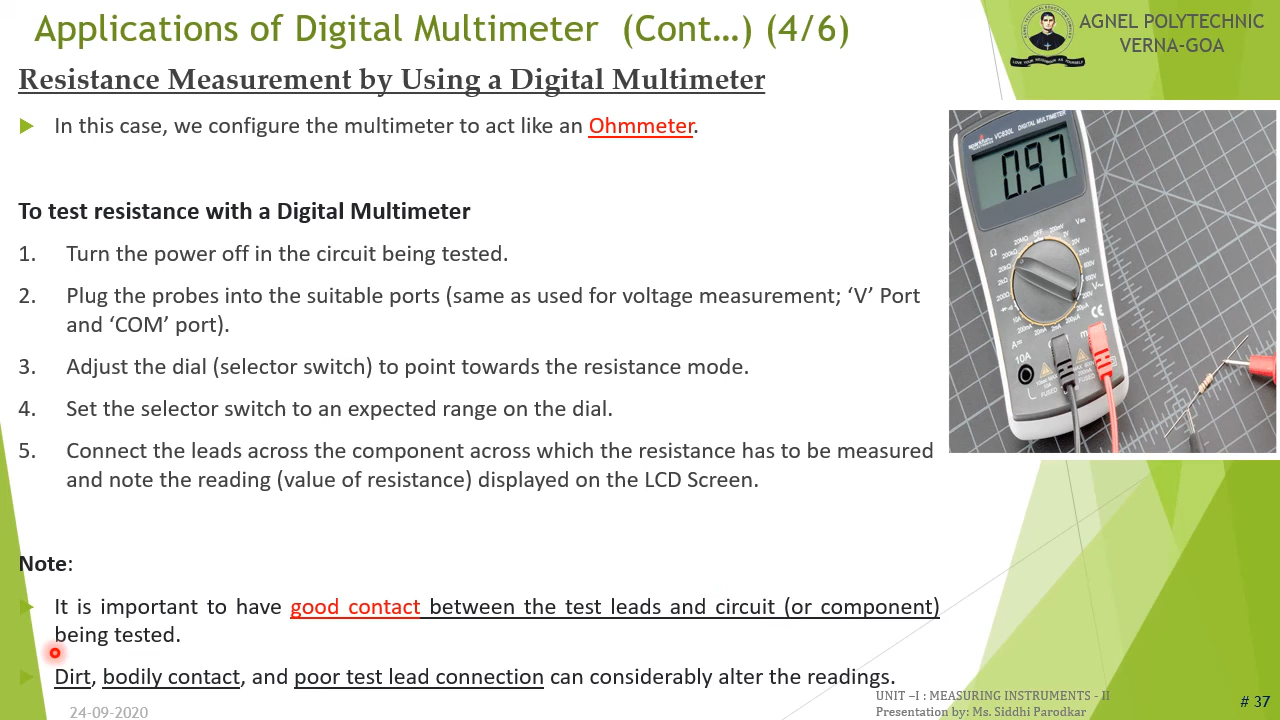 Applications of Digital Multimeter (Cont…) (4/6)
AGNEL POLYTECHNIC
VERNA-GOA
Resistance Measurement by Using a Digital Multimeter
In this case, we configure the multimeter to act like an Ohmmeter.
To test resistance with a Digital Multimeter
1. Turn the power off in the circuit being tested.
2. Plug the probes into the suitable ports (same as used for voltage measurement; ‘V’ Port
and ‘COM’ port).
3. Adjust the dial (selector switch) to point towards the resistance mode.
4. Set the selector switch to an expected range on the dial.
5. Connect the leads across the component across which the resistance has to be measured
and note the reading (value of resistance) displayed on the LCD Screen.
Note:
It is important to have good contact between the test leads and circuit (or component)
being tested.
Dirt, bodily contact, and poor test lead connection can considerably alter the readings.
24-09-2020
UNIT –I : MEASURING INSTRUMENTS - II
Presentation by: Ms. Siddhi Parodkar
# 37
VC830L DIGITAL MULTIMETER
0.97
OFF
10A
CE